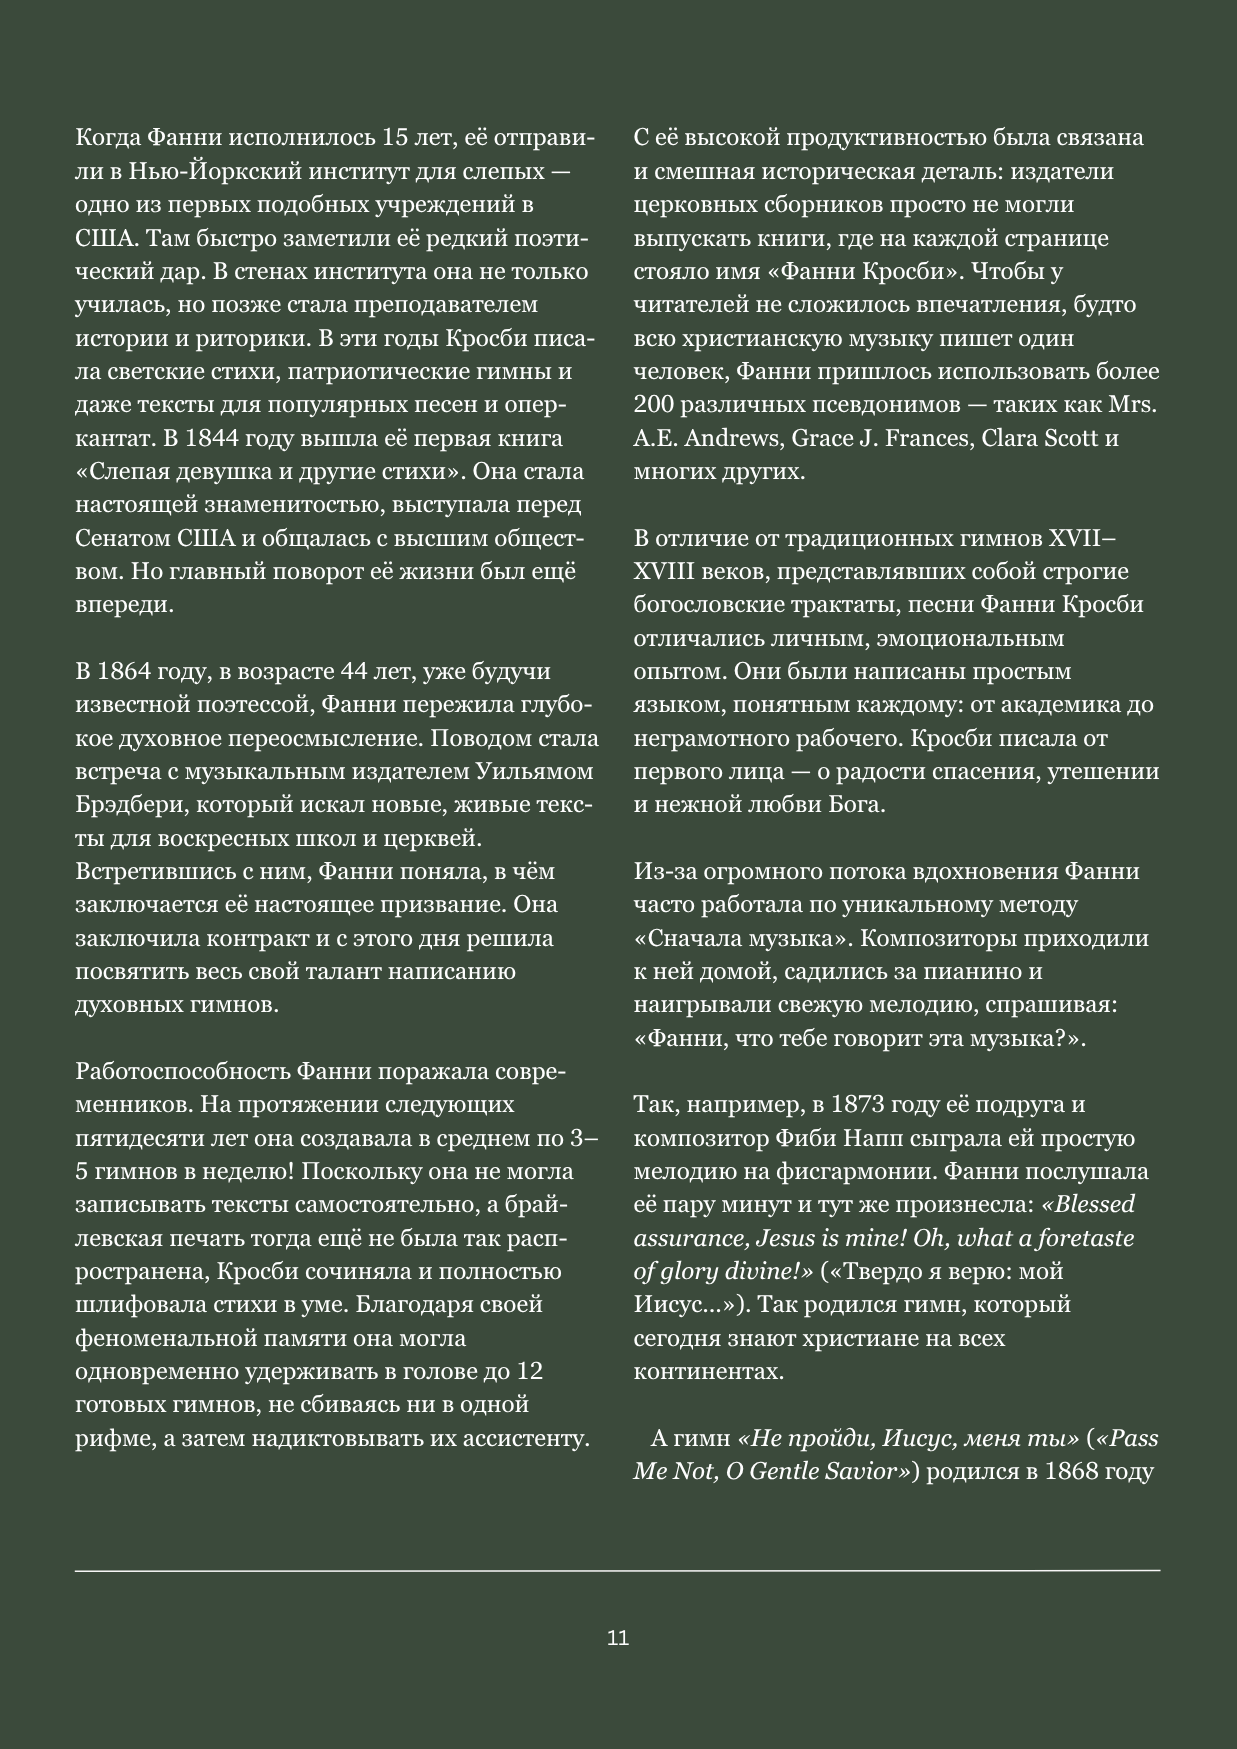 Когда Фанни исполнилось 15 лет, её отправи-
ли в Нью-Йоркский институт для слепых —
одно из первых подобных учреждений в
США. Там быстро заметили её редкий поэти-
ческий дар. В стенах института она не только
училась, но позже стала преподавателем
истории и риторики. В эти годы Кросби писа-
ла светские стихи, патриотические гимны и
даже тексты для популярных песен и опер-
кантат. В 1844 году вышла её первая книга
«Слепая девушка и другие стихи». Она стала
настоящей знаменитостью, выступала перед
Сенатом США и общалась с высшим общест-
вом. Но главный поворот её жизни был ещё
впереди.
В 1864 году, в возрасте 44 лет, уже будучи
известной поэтессой, Фанни пережила глубо-
кое духовное переосмысление. Поводом стала
встреча с музыкальным издателем Уильямом
Брэдбери, который искал новые, живые текс-
ты для воскресных школ и церквей.
Встретившись с ним, Фанни поняла, в чём
заключается её настоящее призвание. Она
заключила контракт и с этого дня решила
посвятить весь свой талант написанию
духовных гимнов.
Работоспособность Фанни поражала совре-
менников. На протяжении следующих
пятидесяти лет она создавала в среднем по 3–
5 гимнов в неделю! Поскольку она не могла
записывать тексты самостоятельно, а брай-
левская печать тогда ещё не была так расп-
ространена, Кросби сочиняла и полностью
шлифовала стихи в уме. Благодаря своей
феноменальной памяти она могла
одновременно удерживать в голове до 12
готовых гимнов, не сбиваясь ни в одной
рифме, а затем надиктовывать их ассистенту.
С её высокой продуктивностью была связана
и смешная историческая деталь: издатели
церковных сборников просто не могли
выпускать книги, где на каждой странице
стояло имя «Фанни Кросби». Чтобы у
читателей не сложилось впечатления, будто
всю христианскую музыку пишет один
человек, Фанни пришлось использовать более
200 различных псевдонимов — таких как Mrs.
A.E. Andrews, Grace J. Frances, Clara Scott и
многих других.
В отличие от традиционных гимнов XVII–
XVIII веков, представлявших собой строгие
богословские трактаты, песни Фанни Кросби
отличались личным, эмоциональным
опытом. Они были написаны простым
языком, понятным каждому: от академика до
неграмотного рабочего. Кросби писала от
первого лица — о радости спасения, утешении
и нежной любви Бога.
Из-за огромного потока вдохновения Фанни
часто работала по уникальному методу
«Сначала музыка». Композиторы приходили
к ней домой, садились за пианино и
наигрывали свежую мелодию, спрашивая:
«Фанни, что тебе говорит эта музыка?».
Так, например, в 1873 году её подруга и
композитор Фиби Напп сыграла ей простую
мелодию на фисгармонии. Фанни послушала
её пару минут и тут же произнесла: «Blessed
assurance, Jesus is mine! Oh, what a foretaste
of glory divine!» («Твердо я верю: мой
Иисус...»). Так родился гимн, который
сегодня знают христиане на всех
континентах.
А гимн «Не пройди, Иисус, меня ты» («Pass
Me Not, O Gentle Savior») родился в 1868 году
11